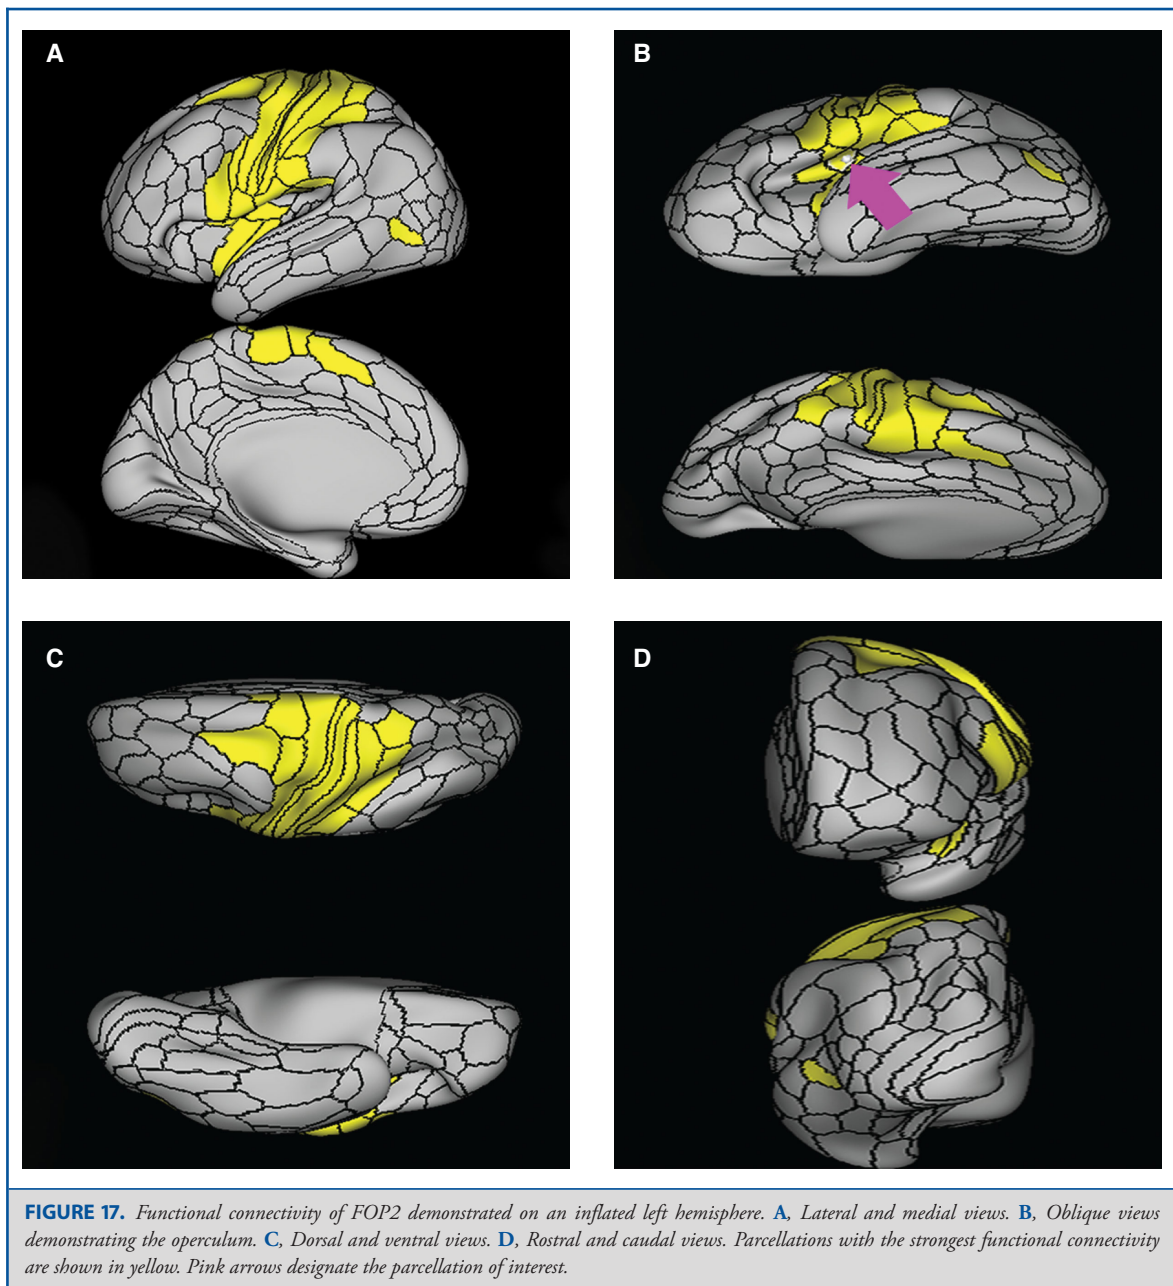 A
B
C
D
FIGURE 17. Functional connectivity of FOP2 demonstrated on an inflated left hemisphere. A, Lateral and medial views. B, Oblique views
demonstrating the operculum. C, Dorsal and ventral views. D, Rostral and caudal views. Parcellations with the strongest functional connectivity
are shown in yellow. Pink arrows designate the parcellation of interest.